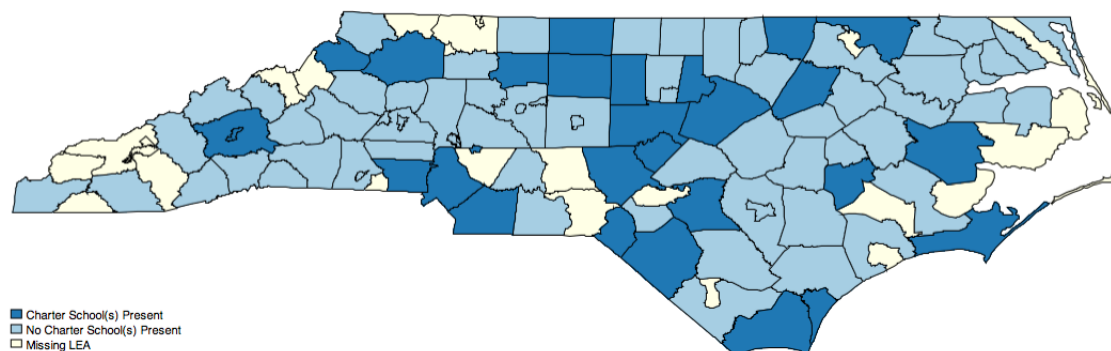 Charter School(s) Present
No Charter School(s) Present
Missing LEA